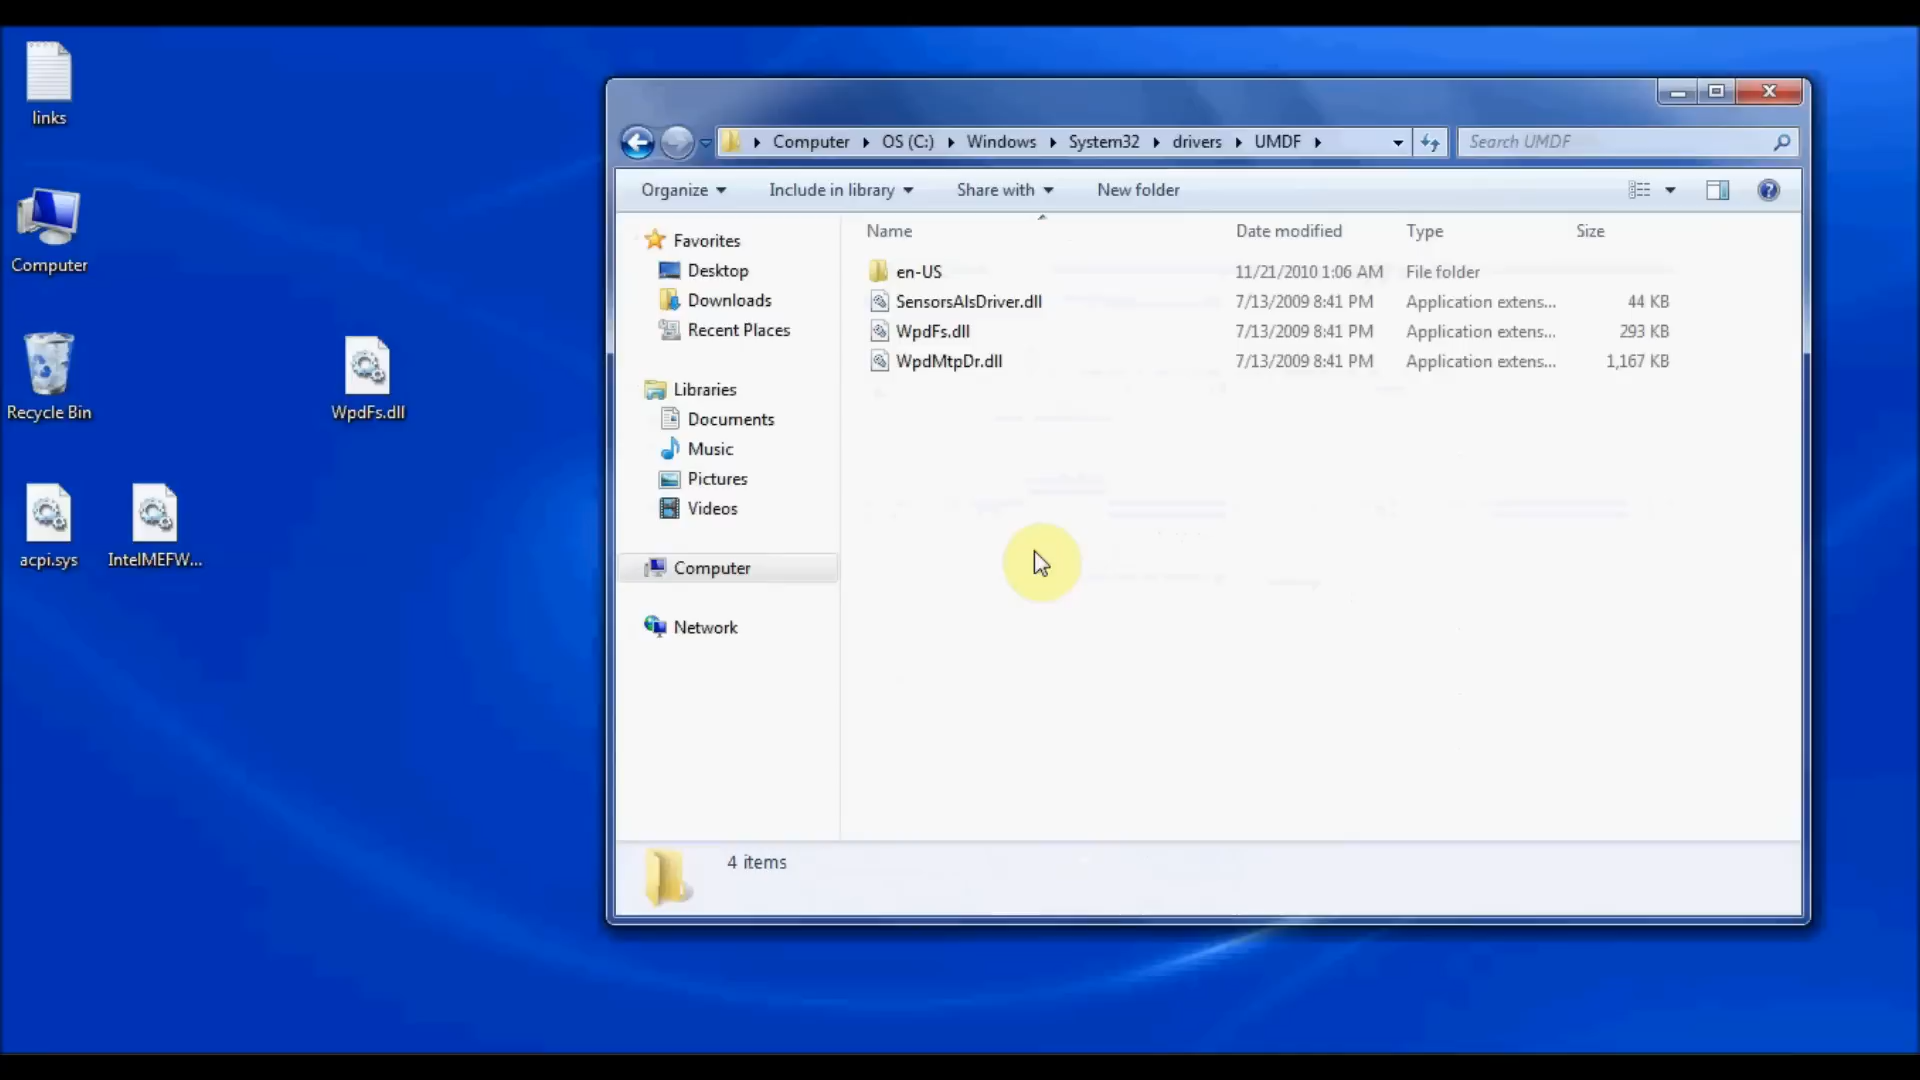 links
Computer
Recycle Bin
WpdFs.dll
acpi.sys
IntelMEFW...
Computer
OS (C:)
Windows
System32
drivers
UMDF
Search UMDF
Organize
Include in library
Share with
New folder
Favorites
Desktop
Downloads
Recent Places
Libraries
Documents
Music
Pictures
Videos
Computer
Network
Name Date modified Type Size
en-US 11/21/2010 1:06 AM File folder
SensorsAlsDriver.dll 7/13/2009 8:41 PM Application extens... 44 KB
WpdFs.dll 7/13/2009 8:41 PM Application extens... 293 KB
WpdMtpDr.dll 7/13/2009 8:41 PM Application extens... 1,167 KB
4 items